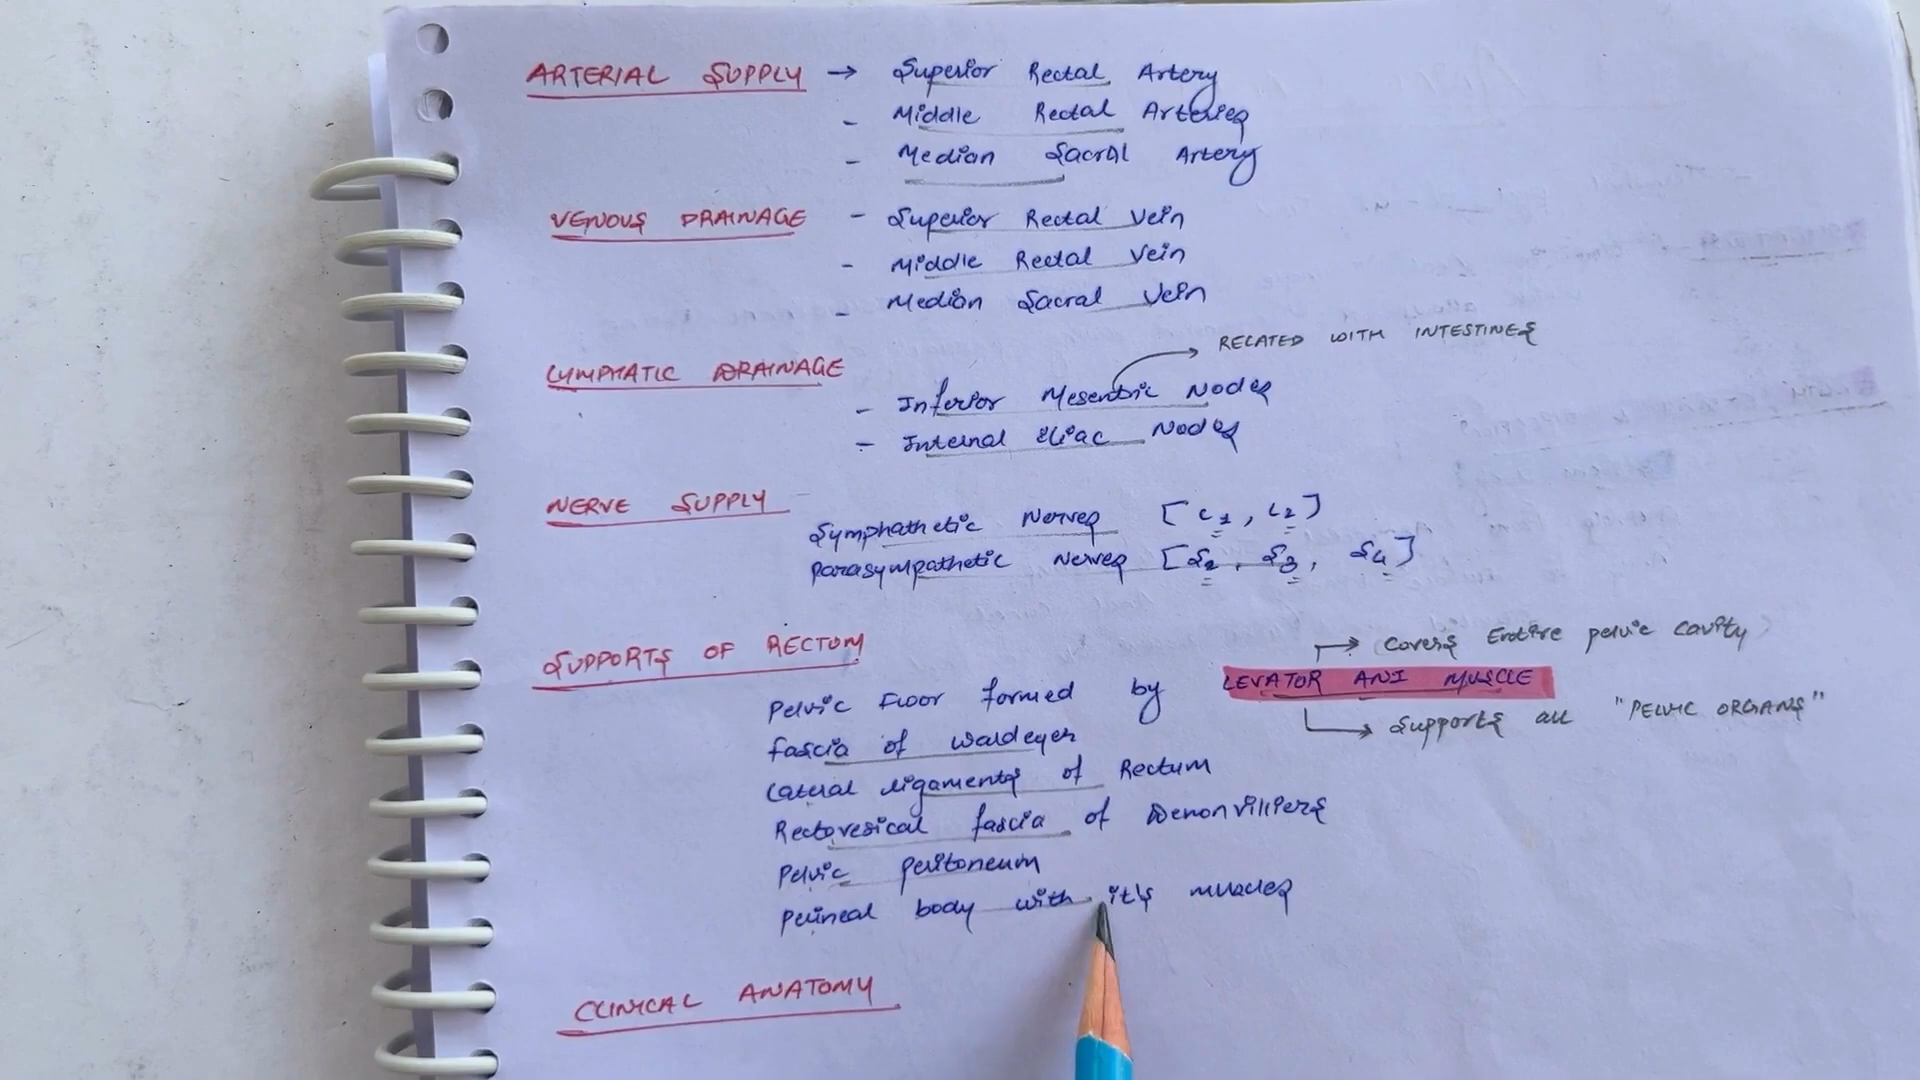 ARTERIAL SUPPLY → Superior Rectal Artery
- Middle Rectal Arteries
- Median Sacral Artery
VENOUS DRAINAGE - Superior Rectal Vein
- Middle Rectal Vein
- Median Sacral Vein
RELATED WITH INTESTINES
LYMPHATIC DRAINAGE
- Inferior Mesentric Nodes
- Internal iliac Nodes
NERVE SUPPLY
Symphathetic Nerves [L1, L2]
Parasympathetic Nerves [S2, S3, S4]
SUPPORTS OF RECTUM
→ Covers Entire pelvic cavity
Pelvic Floor formed by LEVATOR ANI MUSCLE
→ Supports all "PELVIC ORGANS"
fascia of waldeyer
Lateral ligaments of Rectum
Rectovesical fascia of Denonvilliers
Pelvic peritoneum
Perineal body with it's muscles
CLINICAL ANATOMY